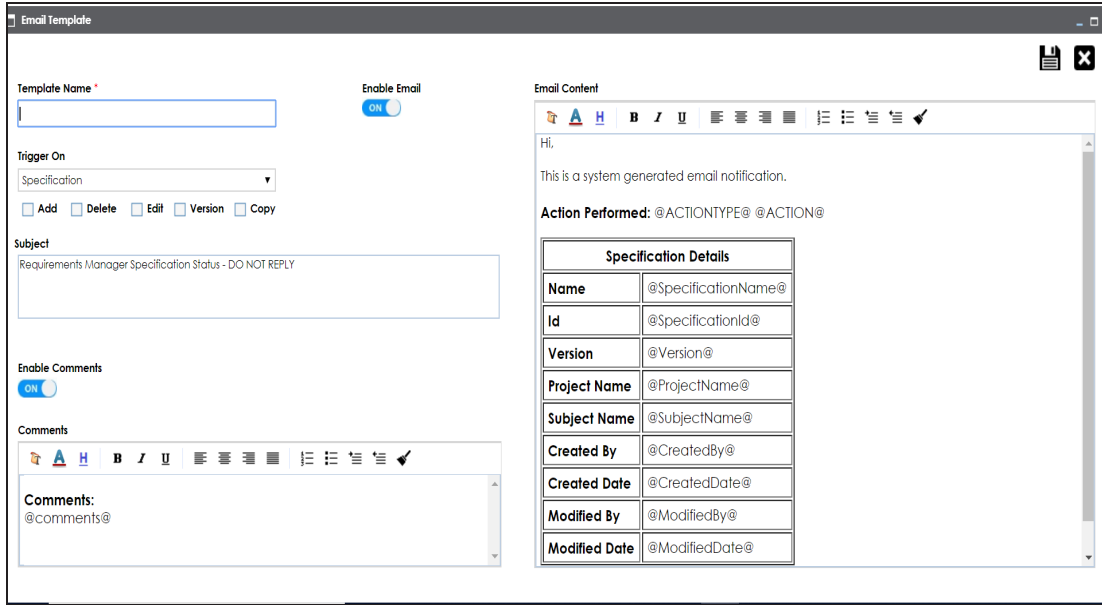 Email Template
Template Name *
Enable Email
ON
Trigger On
Specification
Add Delete Edit Version Copy
Subject
Requirements Manager Specification Status - DO NOT REPLY
Enable Comments
ON
Comments
A H B I U
Comments:
@comments@
Email Content
A H B I U
Hi,
This is a system generated email notification.
Action Performed: @ACTIONTYPE@ @ACTION@
Specification Details
Name @SpecificationName@
Id @SpecificationId@
Version @Version@
Project Name @ProjectName@
Subject Name @SubjectName@
Created By @CreatedBy@
Created Date @CreatedDate@
Modified By @ModifiedBy@
Modified Date @ModifiedDate@